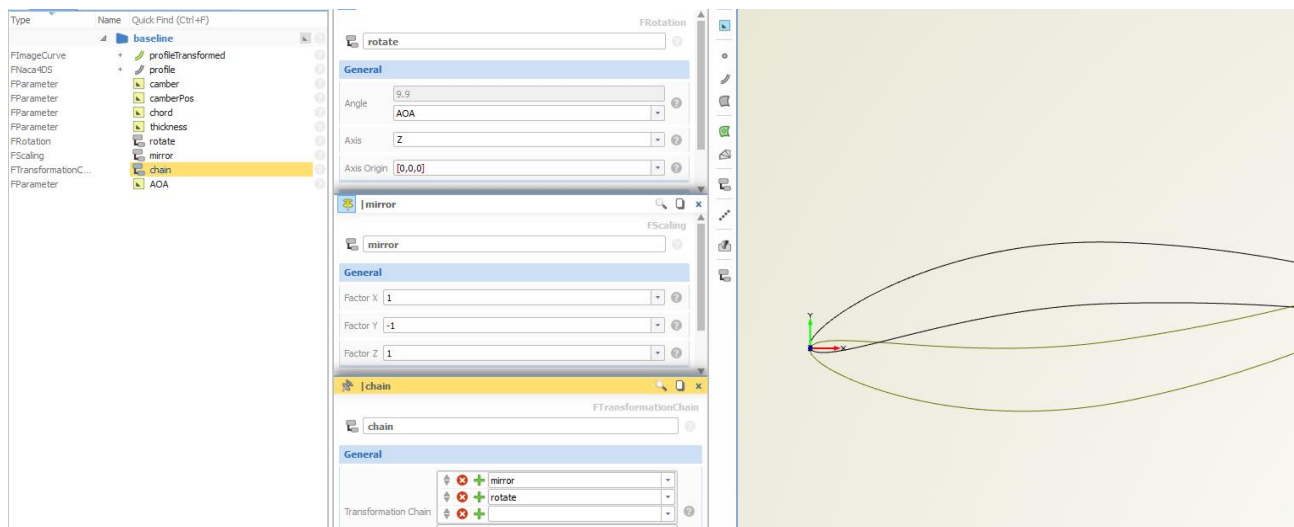 Type Name Quick Find (Ctrl+F)
baseline
FImageCurve + profileTransformed
FNaca4DS + profile
FParameter camber
FParameter camberPos
FParameter chord
FParameter thickness
FRotation rotate
FScaling mirror
FTransformationC... chain
FParameter AOA
FRotation
rotate
General
Angle 9.9
AOA
Axis Z
Axis Origin [0,0,0]
|mirror
FScaling
mirror
General
Factor X 1
Factor Y -1
Factor Z 1
|chain
FTransformationChain
chain
General
mirror
rotate
Transformation Chain
Y
X